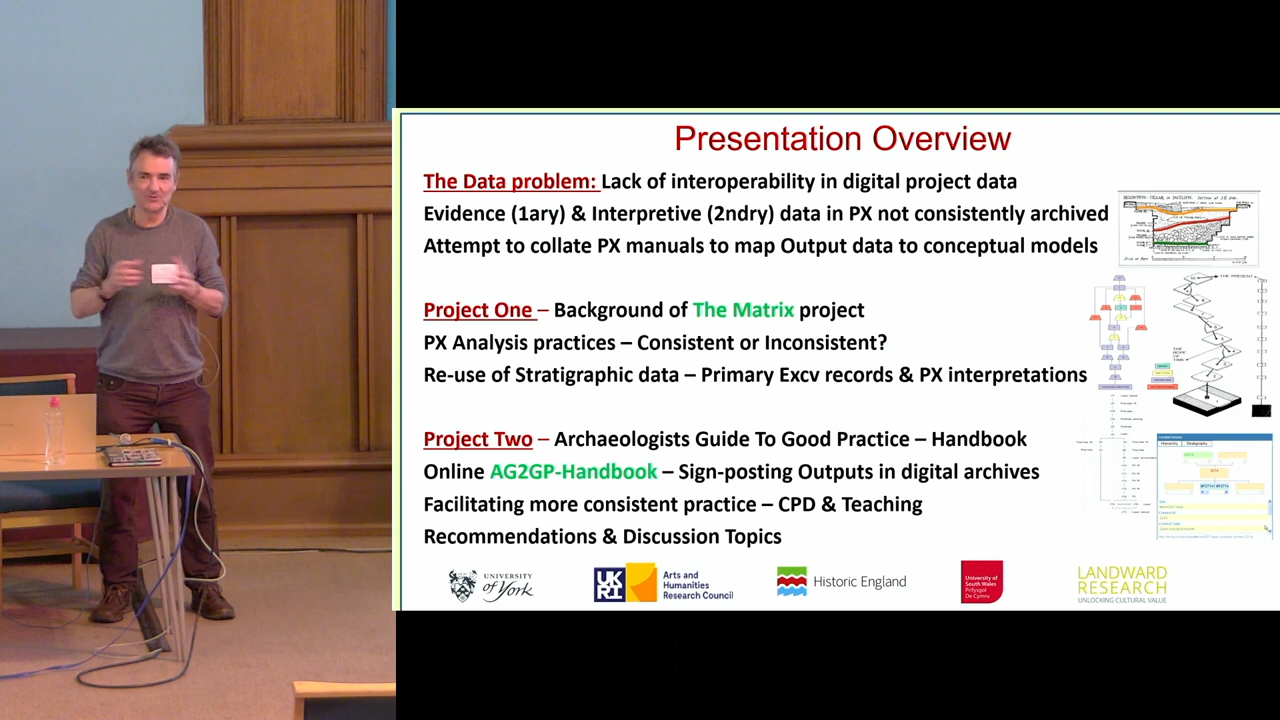 Presentation Overview
The Data problem: Lack of interoperability in digital project data
Evidence (1ary) & Interpretive (2ndry) data in PX not consistently archived
Attempt to collate PX manuals to map Output data to conceptual models
Project One – Background of The Matrix project
PX Analysis practices – Consistent or Inconsistent?
Re-use of Stratigraphic data – Primary Excv records & PX interpretations
Project Two – Archaeologists Guide To Good Practice – Handbook
Online AG2GP-Handbook – Sign-posting Outputs in digital archives
Facilitating more consistent practice – CPD & Teaching
Recommendations & Discussion Topics
THE PRESENT
UNIVERSITY
of York
UK
RI
Arts and
Humanities
Research Council
Historic England
University of
South Wales
Prifysgol
De Cymru
LANDWARD
RESEARCH
UNLOCKING CULTURAL VALUE